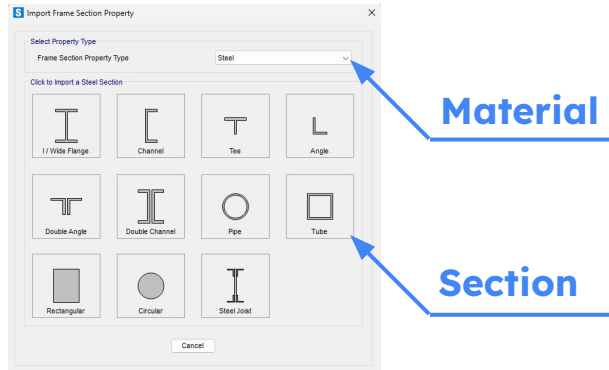 S Import Frame Section Property
Select Property Type
Frame Section Property Type Steel
Click to Import a Steel Section
I / Wide Flange Channel Tee Angle
Double Angle Double Channel Pipe Tube
Rectangular Circular Steel Joist
Cancel
Material
Section